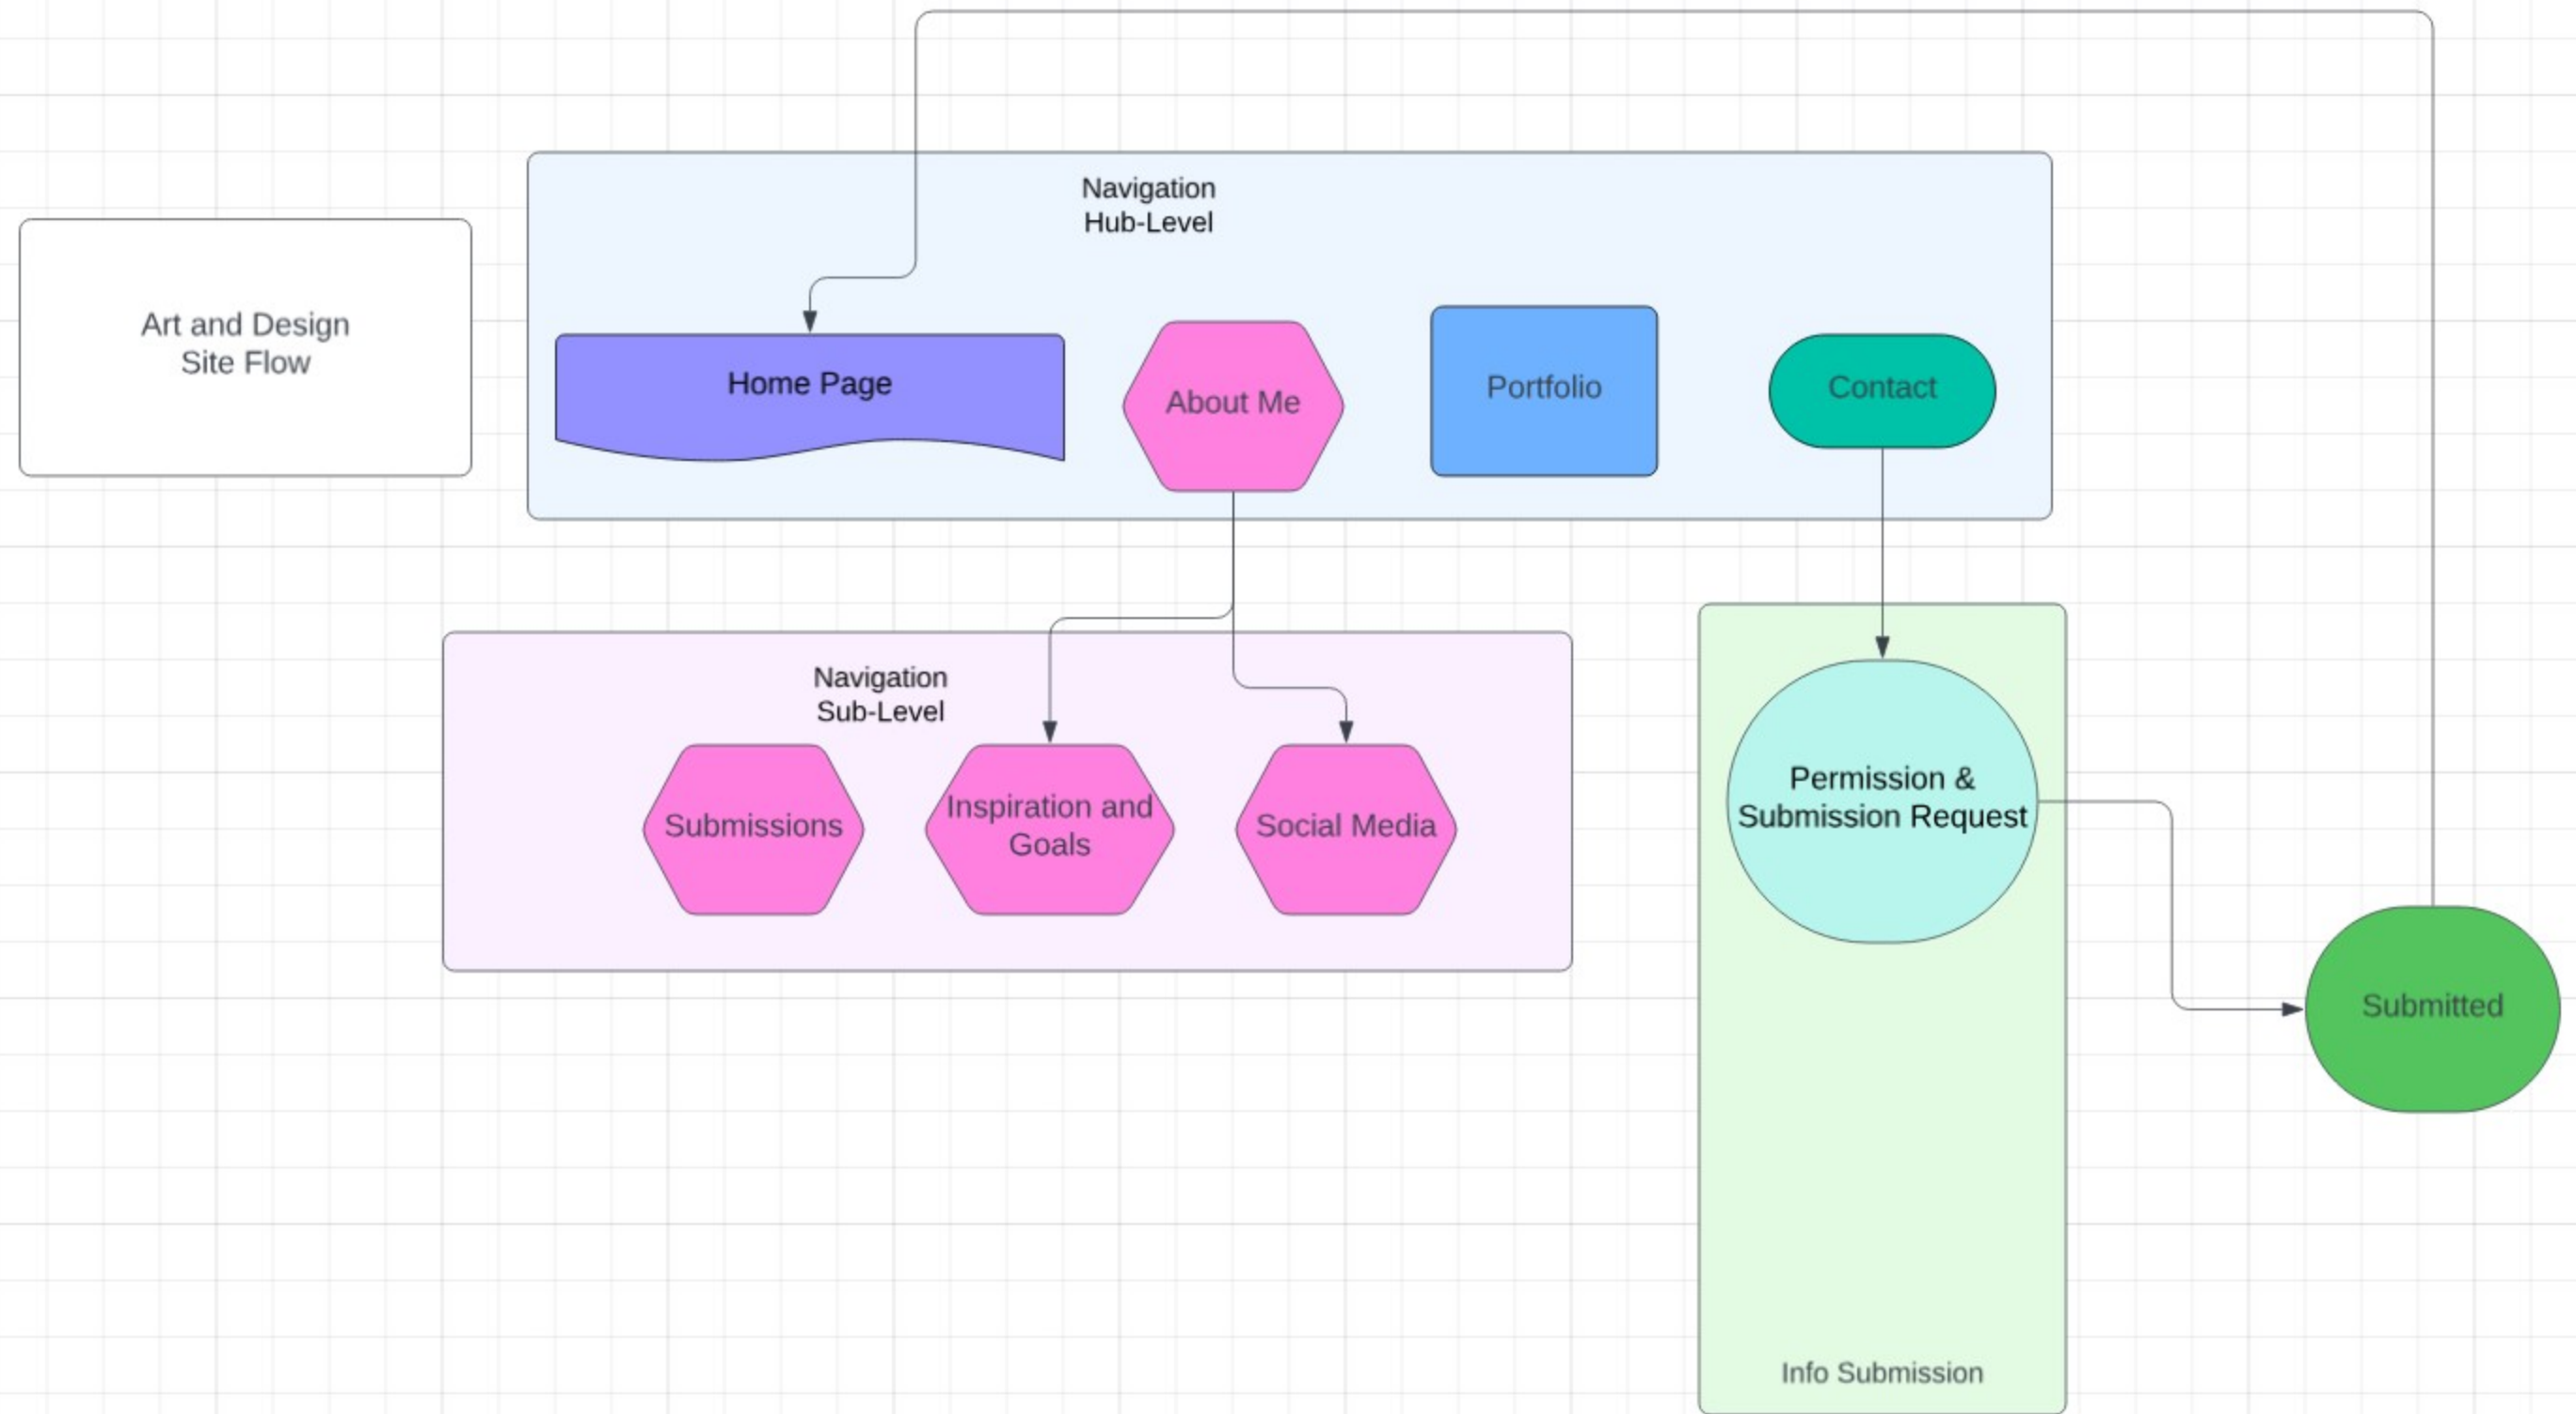 Navigation
Hub-Level
Art and Design
Site Flow
Home Page
About Me
Portfolio
Contact
Navigation
Sub-Level
Submissions
Inspiration and
Goals
Social Media
Permission &
Submission Request
Submitted
Info Submission